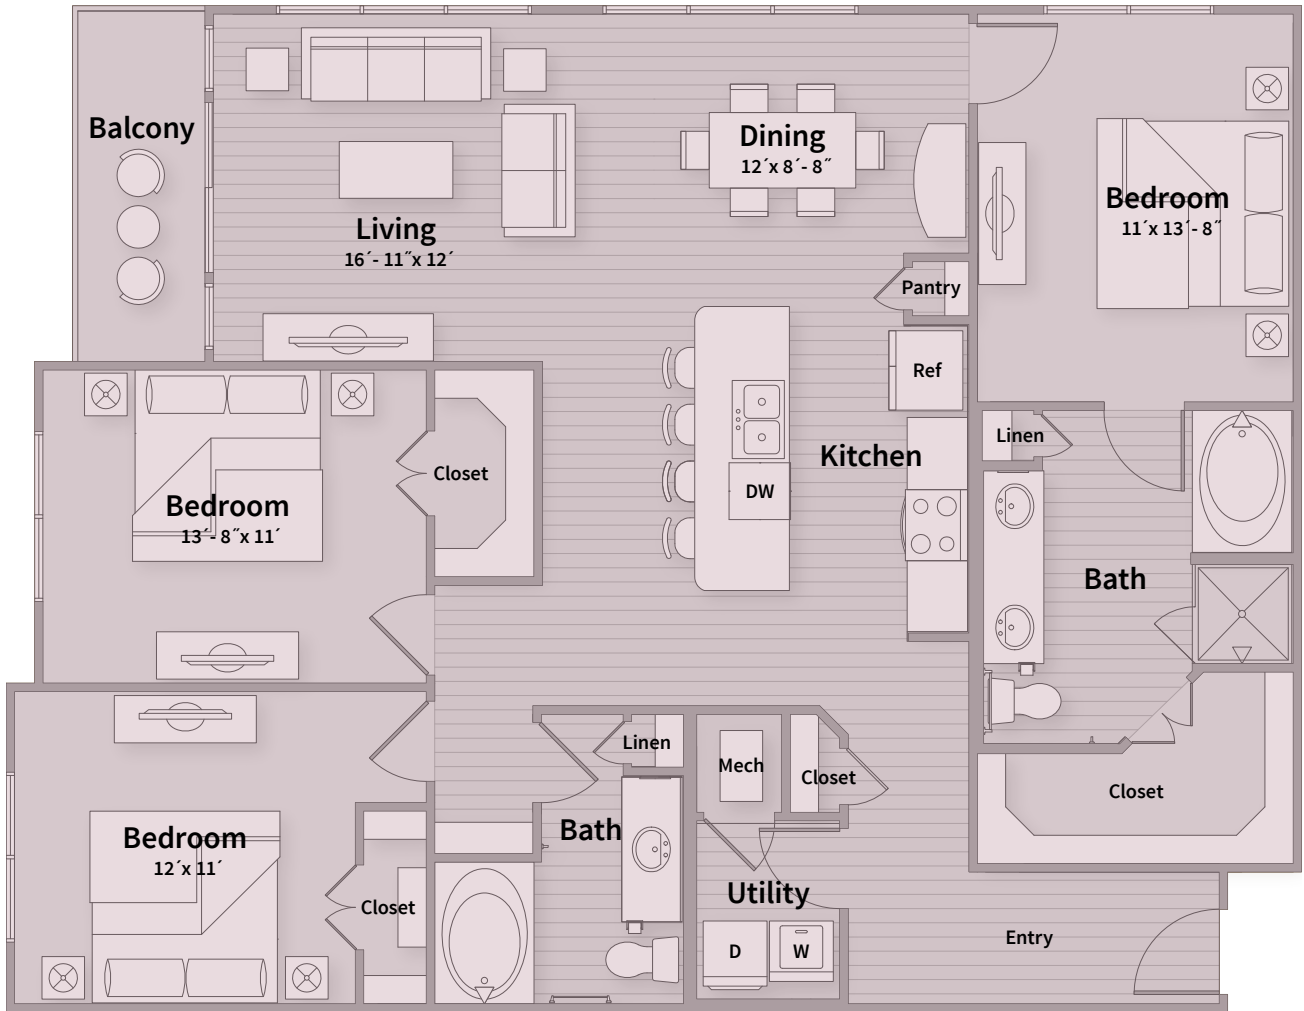 Balcony
Dining
12´x 8´- 8˝
Living
16´- 11˝x 12´
Bedroom
11´x 13´- 8˝
Pantry
Ref
Linen
Kitchen
Closet
DW
Bedroom
13´- 8˝x 11´
Bath
Linen
Mech
Closet
Closet
Bedroom
12´x 11´
Bath
Utility
Closet
Entry
D
W